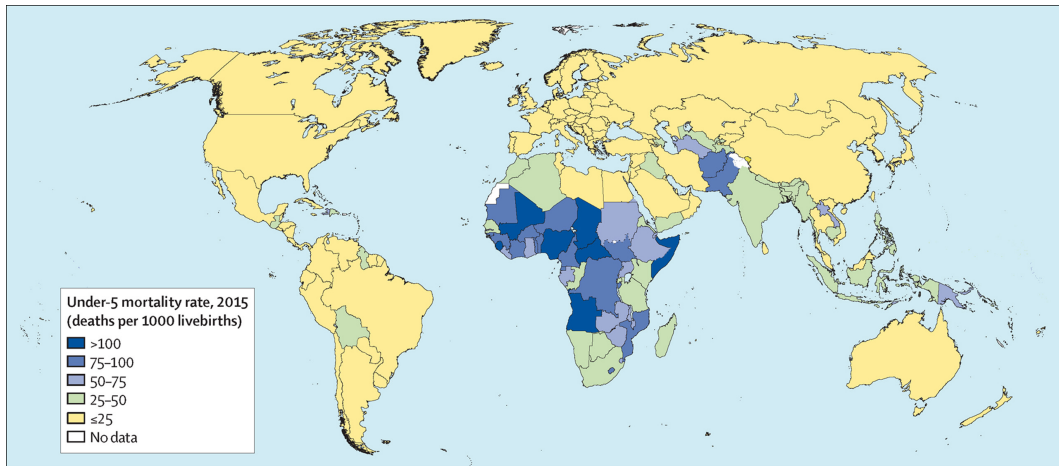 Under-5 mortality rate, 2015
(deaths per 1000 livebirths)
>100
75–100
50–75
25–50
≤25
No data